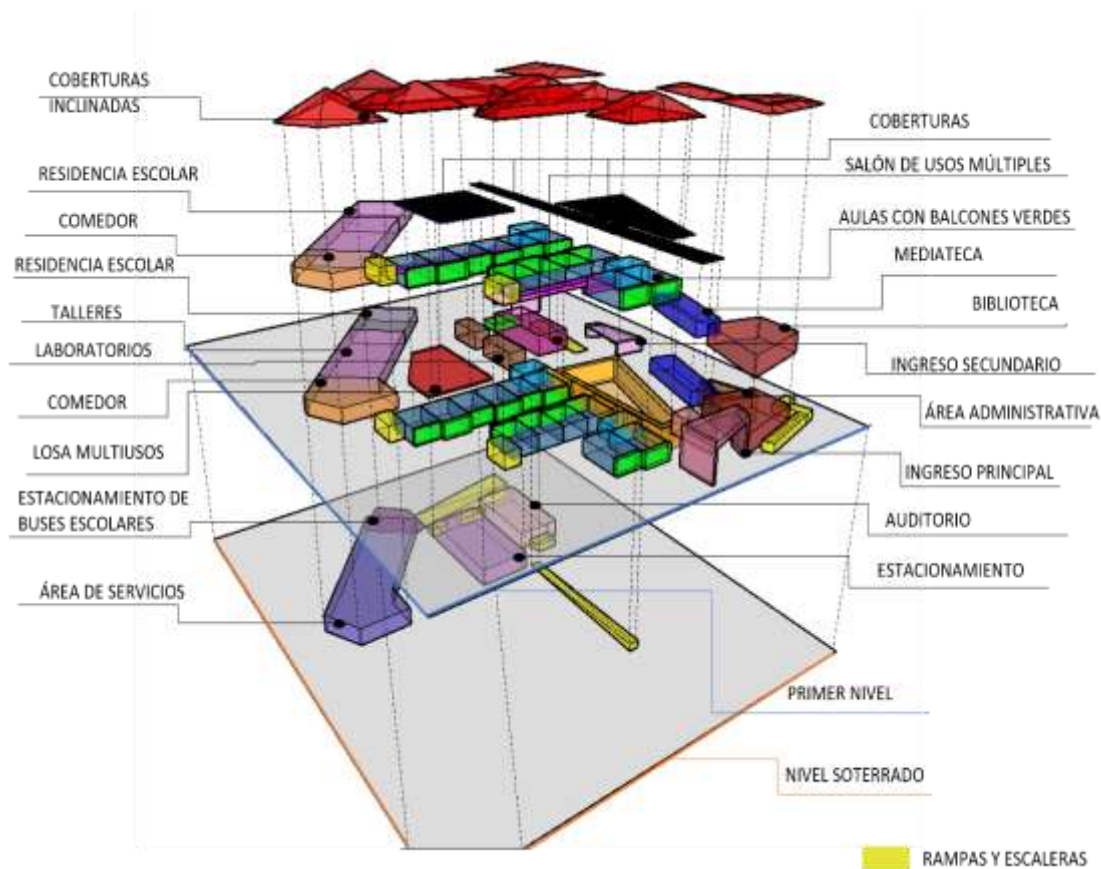 COBERTURAS
INCLINADAS
RESIDENCIA ESCOLAR
COMEDOR
RESIDENCIA ESCOLAR
TALLERES
LABORATORIOS
COMEDOR
LOSA MULTIUSOS
ESTACIONAMIENTO DE
BUSES ESCOLARES
ÁREA DE SERVICIOS
COBERTURAS
SALÓN DE USOS MÚLTIPLES
AULAS CON BALCONES VERDES
MEDIATECA
BIBLIOTECA
INGRESO SECUNDARIO
ÁREA ADMINISTRATIVA
INGRESO PRINCIPAL
AUDITORIO
ESTACIONAMIENTO
PRIMER NIVEL
NIVEL SOTERRADO
RAMPAS Y ESCALERAS